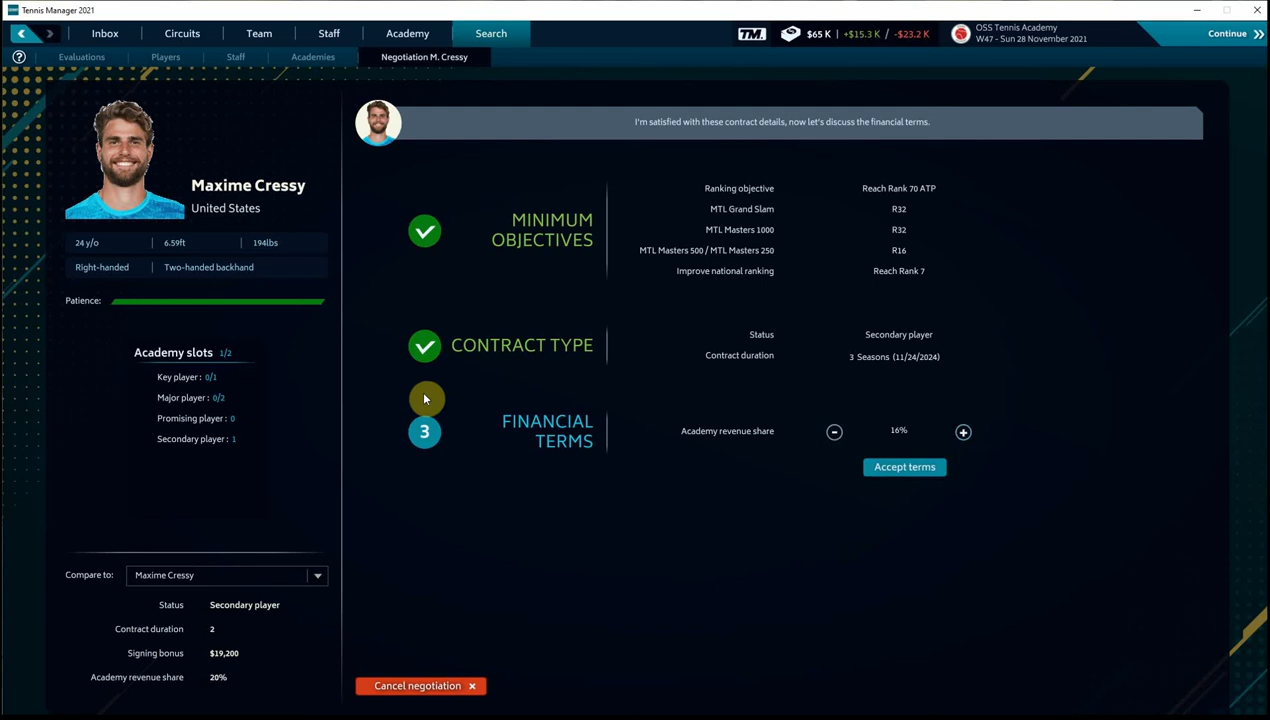 Tennis Manager 2021
Inbox
Circuits
Team
Staff
Academy
Search
TM.
$65 K
+$15.3 K
-$23.2 K
OSS Tennis Academy
W47 - Sun 28 November 2021
Continue
?
Evaluations
Players
Staff
Academies
Negotiation M. Cressy
I'm satisfied with these contract details, now let's discuss the financial terms.
Maxime Cressy
United States
24 y/o
6.59ft
194lbs
Right-handed
Two-handed backhand
Patience:
Academy slots 1/2
Key player : 0/1
Major player : 0/2
Promising player : 0
Secondary player : 1
Compare to:
Maxime Cressy
Status
Secondary player
Contract duration
2
Signing bonus
$19,200
Academy revenue share
20%
MINIMUM
OBJECTIVES
Ranking objective
Reach Rank 70 ATP
MTL Grand Slam
R32
MTL Masters 1000
R32
MTL Masters 500 / MTL Masters 250
R16
Improve national ranking
Reach Rank 7
CONTRACT TYPE
Status
Secondary player
Contract duration
3 Seasons (11/24/2024)
3
FINANCIAL
TERMS
Academy revenue share
-
16%
+
Accept terms
Cancel negotiation ×